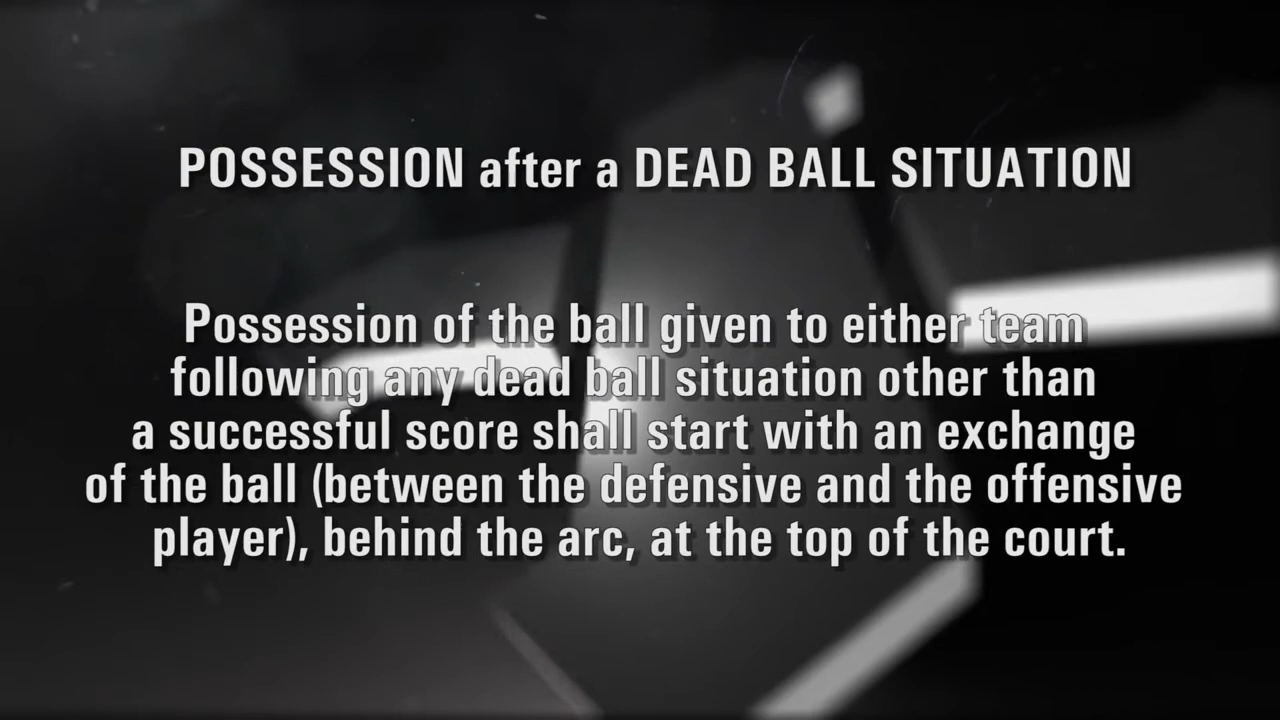 POSSESSION after a DEAD BALL SITUATION
Possession of the ball given to either team
following any dead ball situation other than
a successful score shall start with an exchange
of the ball (between the defensive and the offensive
player), behind the arc, at the top of the court.